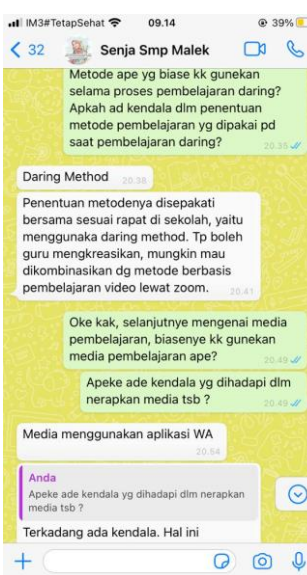 IM3#TetapSehat 09.14 39%
32 Senja Smp Malek
Metode ape yg biase kk gunekan
selama proses pembelajaran daring?
Apkah ad kendala dlm penentuan
metode pembelajaran yg dipakai pd
saat pembelajaran daring? 20.35
Daring Method 20.38
Penentuan metodenya disepakati
bersama sesuai rapat di sekolah, yaitu
menggunaka daring method. Tp boleh
guru mengkreasikan, mungkin mau
dikombinasikan dg metode berbasis
pembelajaran video lewat zoom. 20.41
Oke kak, selanjutnye mengenai media
pembelajaran, biasenye kk gunekan
media pembelajaran ape? 20.49
Apeke ade kendala yg dihadapi dlm
nerapkan media tsb ? 20.49
Media menggunakan aplikasi WA
20.54
Anda
Apeke ade kendala yg dihadapi dlm nerapkan
media tsb ?
Terkadang ada kendala. Hal ini